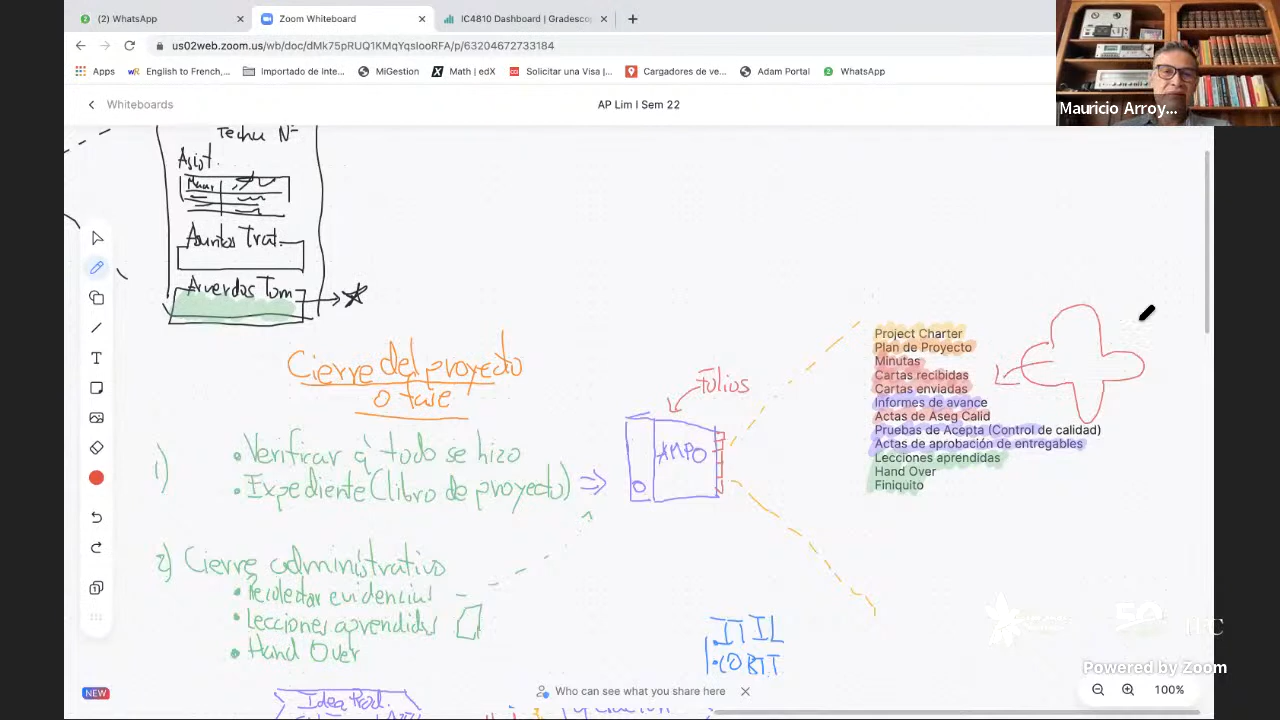 (2) WhatsApp
Zoom Whiteboard
IC4810 Dashboard | Gradesco
us02web.zoom.us/wb/doc/dMk75pRUQ1KMqYqsIooRFA/p/63204672733184
Apps
English to French,...
Importado de Inte...
MiGestion
Math | edX
Solicitar una Visa |...
Cargadores de ve...
Adam Portal
WhatsApp
Mauricio Arroy...
Whiteboards
AP Lim I Sem 22
Asist.
Asuntos Trat.
Acuerdos Tom
Cierre del proyecto
o fase
Folios
AMPO
1)
• Verificar q' todo se hizo
• Expediente (libro de proyecto)
Project Charter
Plan de Proyecto
Minutas
Cartas recibidas
Cartas enviadas
Informes de avance
Actas de Aseg Calid
Pruebas de Acepta (Control de calidad)
Actas de aprobación de entregables
Lecciones aprendidas
Hand Over
Finiquito
2) Cierre administrativo
• Recolectar evidencias
• Lecciones aprendidas
• Hand Over
ITIL
COBIT
50
TEC
Powered by Zoom
NEW
Idea Prod.
Who can see what you share here
100%